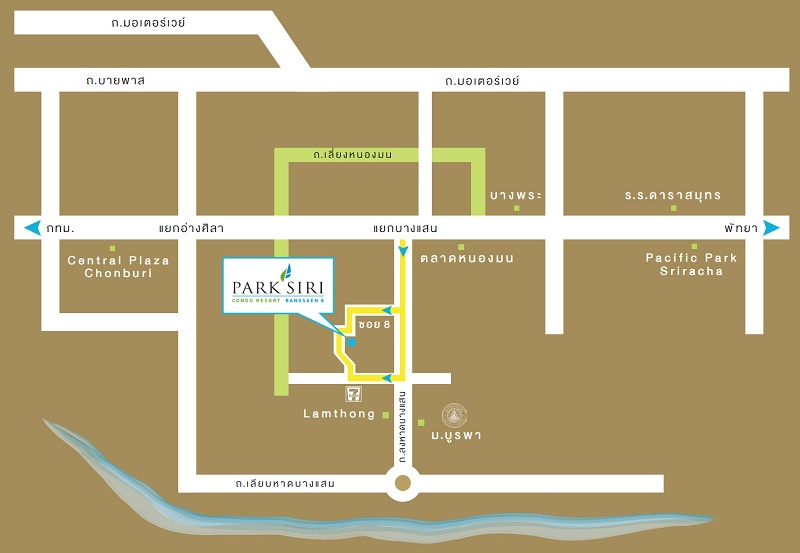 ถ.มอเตอร์เวย์
ถ.บายพาส
ถ.มอเตอร์เวย์
ถ.เลี่ยงหนองมน
บางพระ
ร.ร.ดาราสมุทร
กทม.
แยกอ่างศิลา
แยกบางแสน
พัทยา
Central Plaza
Chonburi
ตลาดหนองมน
Pacific Park
Sriracha
PARK SIRI
CONDO RESORT BANGSAEN 8
ซอย 8
7
Lamthong
ม.บูรพา
ถ.ลงหาดบางแสน
ถ.เลียบหาดบางแสน